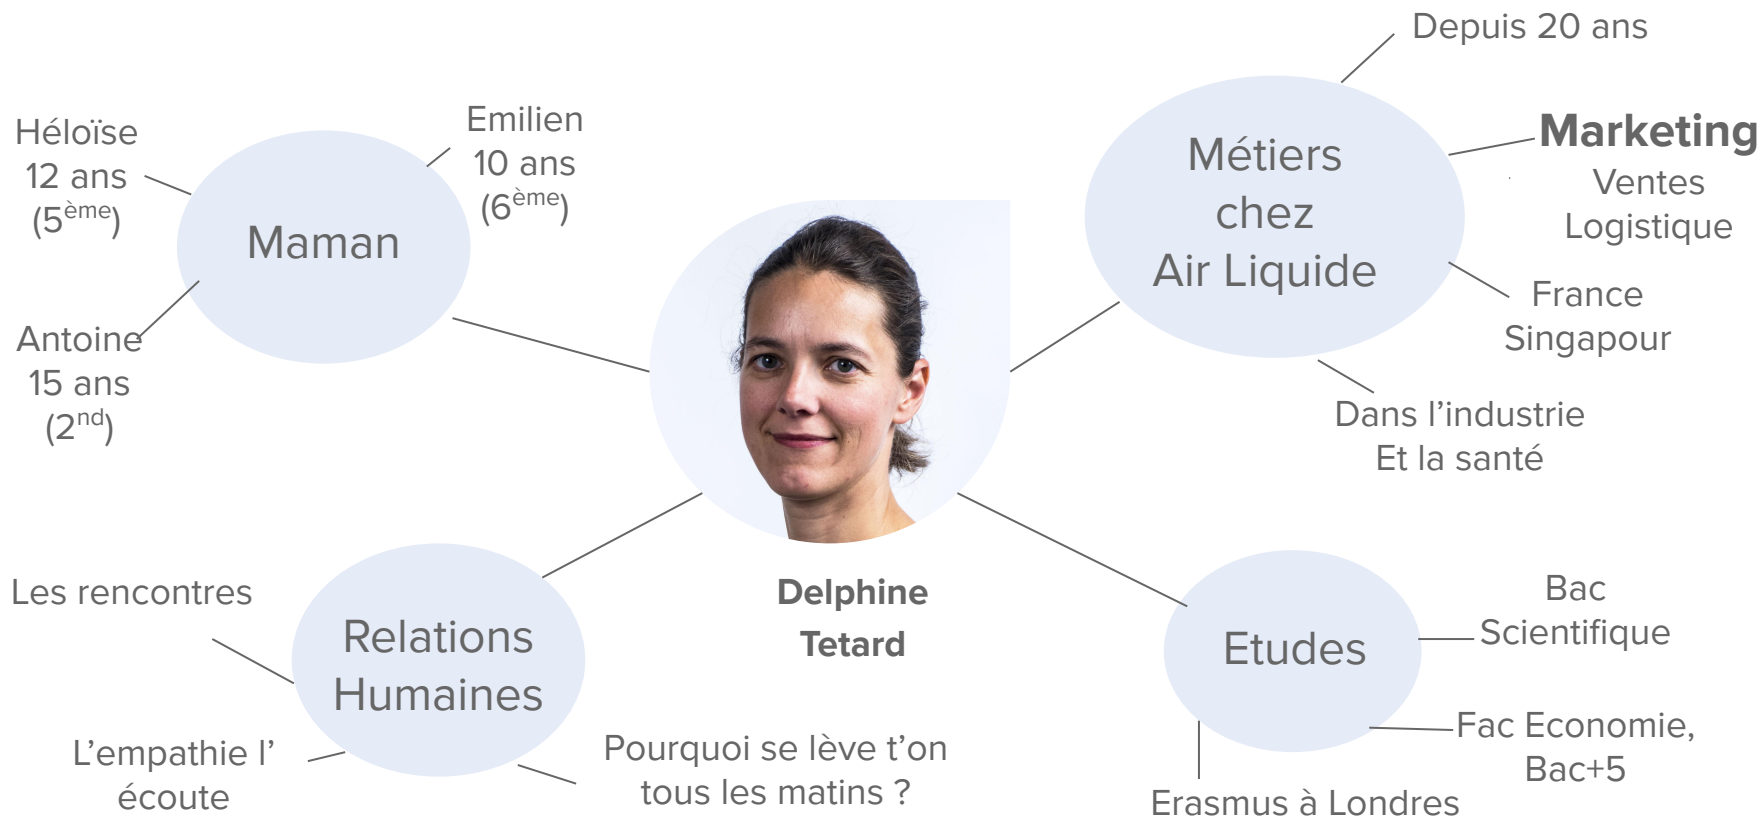 Héloïse
12 ans
(5ème)
Emilien
10 ans
(6ème)
Maman
Antoine
15 ans
(2nd)
Depuis 20 ans
Métiers
chez
Air Liquide
Marketing
Ventes
Logistique
France
Singapour
Dans l’industrie
Et la santé
Delphine
Tetard
Les rencontres
Relations
Humaines
L’empathie l’
écoute
Pourquoi se lève t’on
tous les matins ?
Etudes
Bac
Scientifique
Fac Economie,
Bac+5
Erasmus à Londres